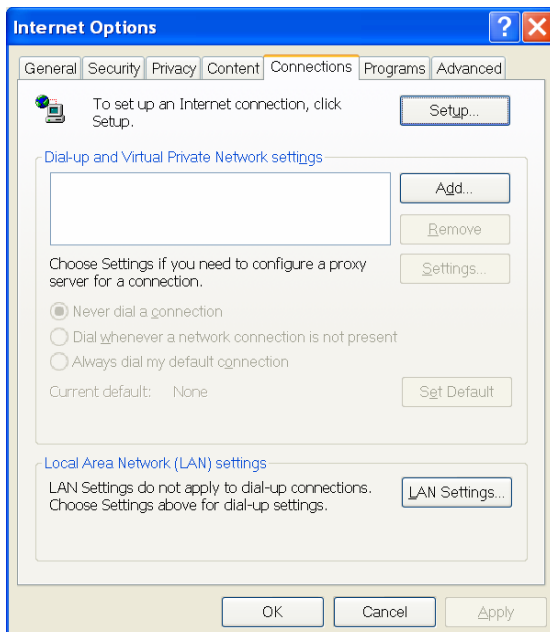 Internet Options
General Security Privacy Content Connections Programs Advanced
To set up an Internet connection, click
Setup.
Setup...
Dial-up and Virtual Private Network settings
Add...
Remove
Choose Settings if you need to configure a proxy
server for a connection.
Settings...
Never dial a connection
Dial whenever a network connection is not present
Always dial my default connection
Current default: None
Set Default
Local Area Network (LAN) settings
LAN Settings do not apply to dial-up connections.
Choose Settings above for dial-up settings.
LAN Settings...
OK Cancel Apply